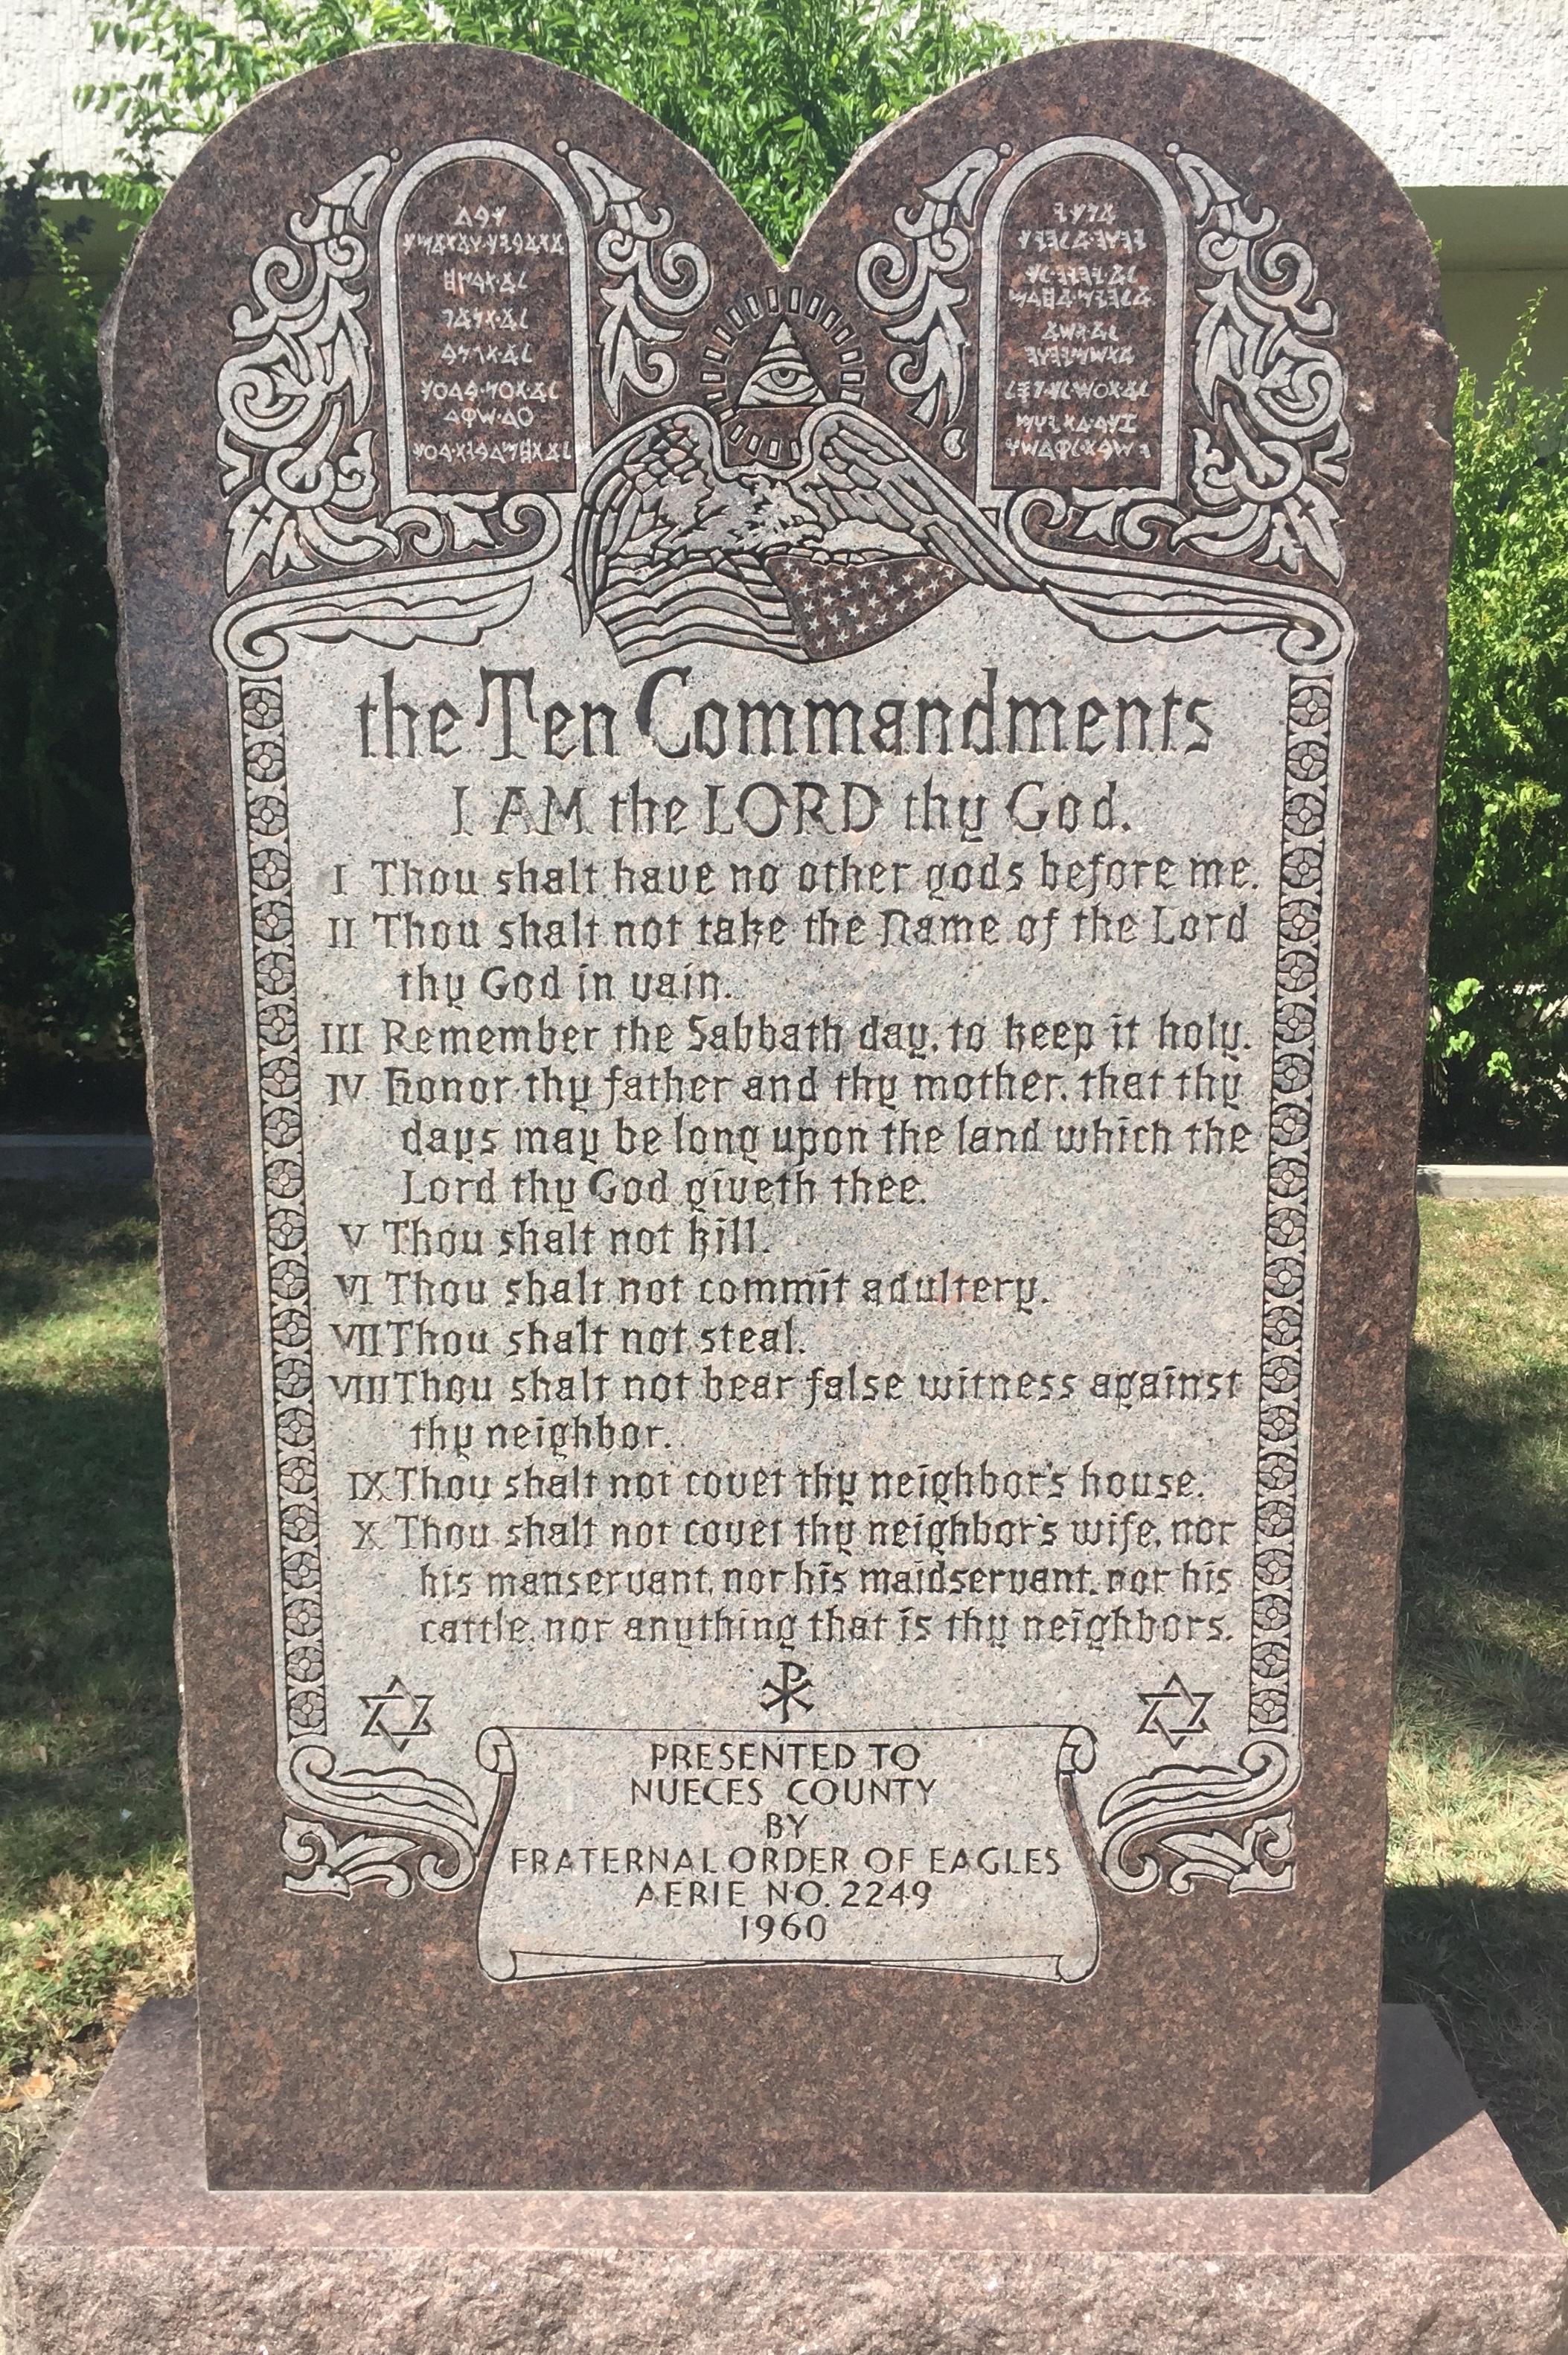 the Ten Commandments
I AM the LORD thy God.
I Thou shalt have no other gods before me.
II Thou shalt not take the Name of the Lord
thy God in vain.
III Remember the Sabbath day, to keep it holy.
IV Honor thy father and thy mother, that thy
days may be long upon the land which the
Lord thy God giveth thee.
V Thou shalt not kill.
VI Thou shalt not commit adultery.
VII Thou shalt not steal.
VIII Thou shalt not bear false witness against
thy neighbor.
IX Thou shalt not covet thy neighbor's house.
X Thou shalt not covet thy neighbor's wife, nor
his manservant, nor his maidservant, nor his
cattle, nor anything that is thy neighbors.
PRESENTED TO
NUECES COUNTY
BY
FRATERNAL ORDER OF EAGLES
AERIE NO. 2249
1960